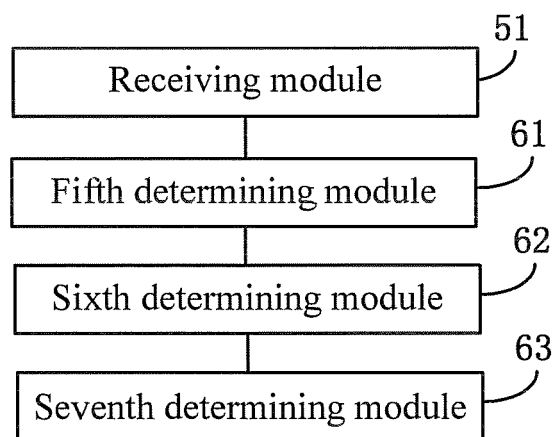 51
Receiving module
61
Fifth determining module
62
Sixth determining module
63
Seventh determining module